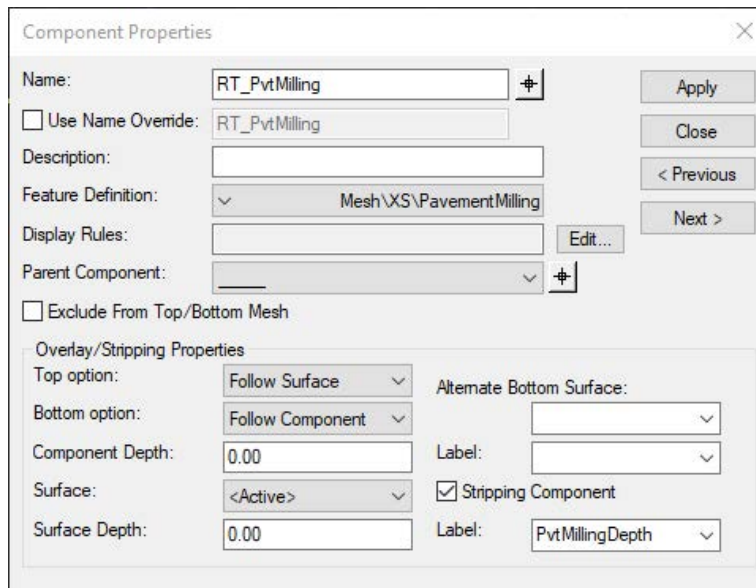 Component Properties
Name: RT_PvtMilling Apply
Use Name Override: RT_PvtMilling Close
Description: < Previous
Feature Definition: Mesh\XS\PavementMilling Next >
Display Rules: Edit...
Parent Component: _____
Exclude From Top/Bottom Mesh
Overlay/Stripping Properties
Top option: Follow Surface Alternate Bottom Surface:
Bottom option: Follow Component
Component Depth: 0.00 Label:
Surface: <Active> Stripping Component
Surface Depth: 0.00 Label: PvtMillingDepth